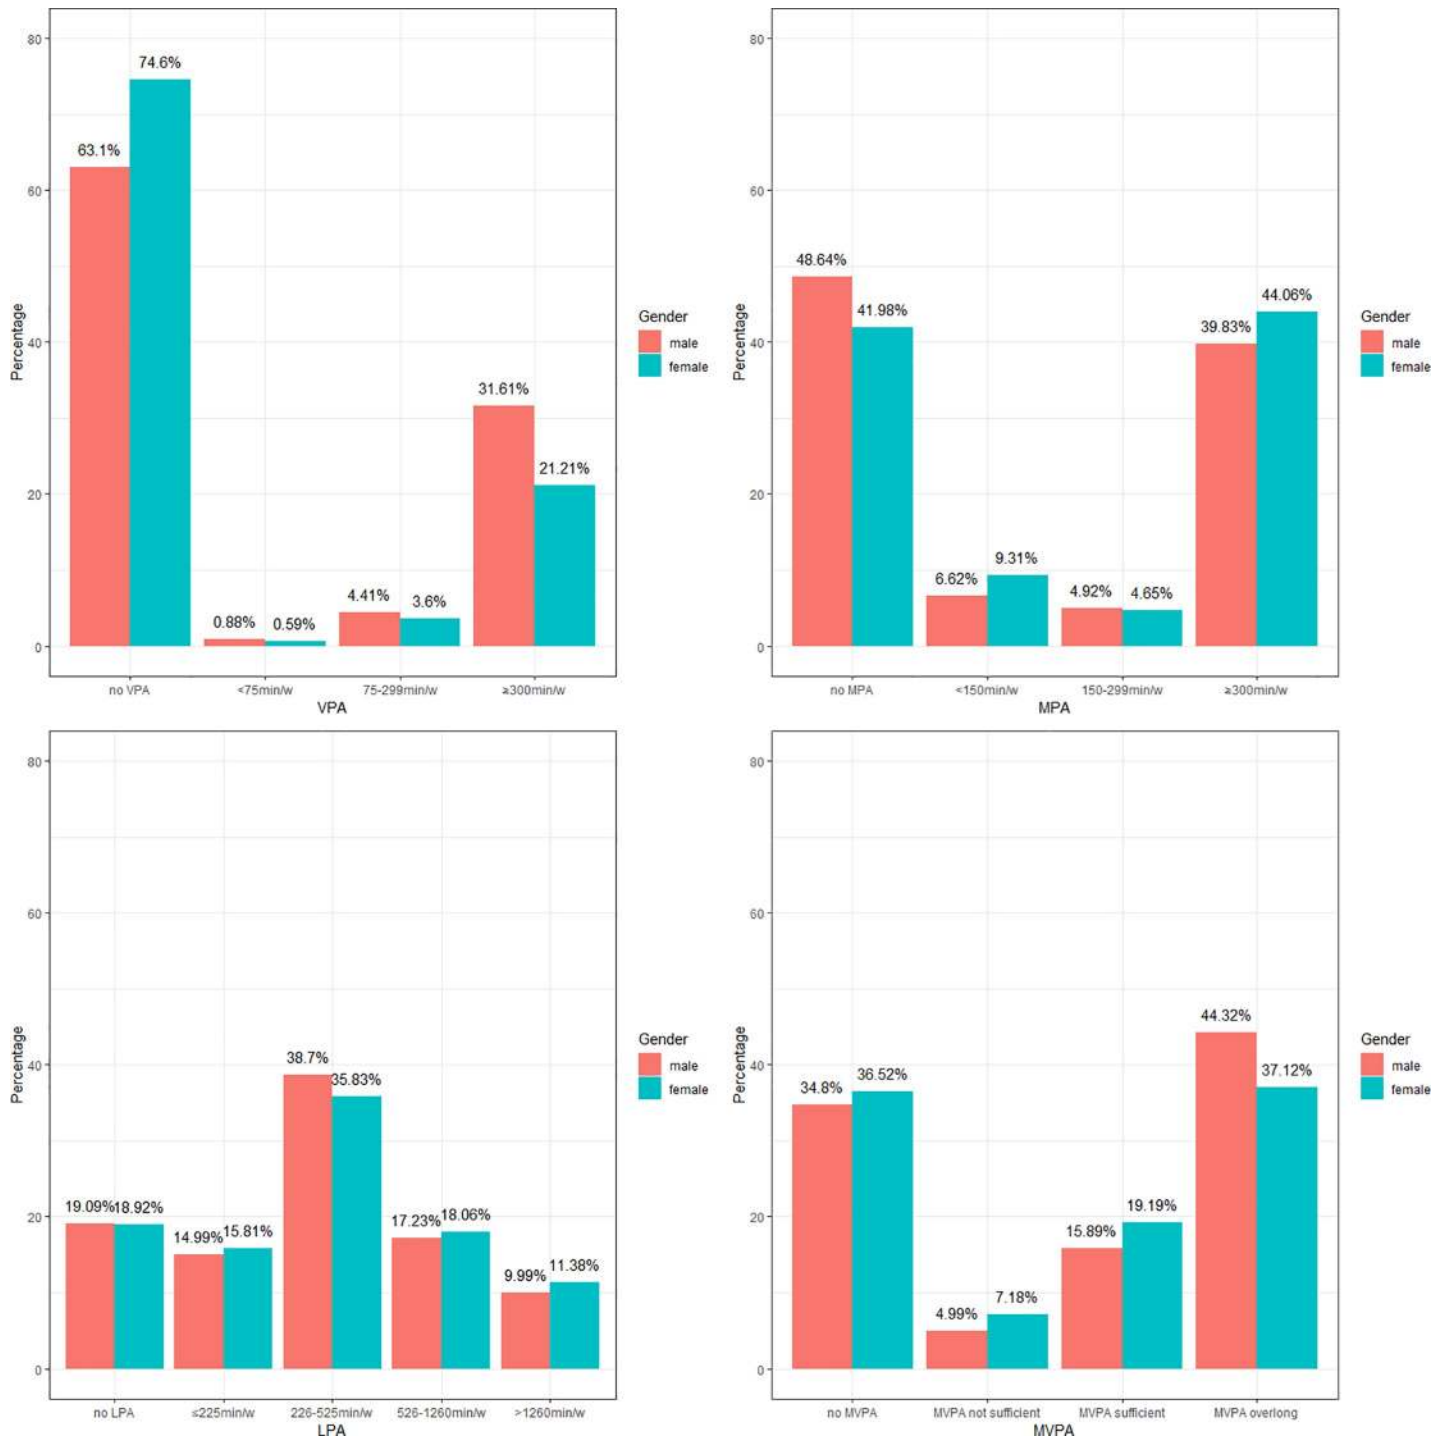 80
74.6%
63.1%
60
40
31.61%
21.21%
20
4.41%
3.6%
0.88%
0.59%
0
Percentage
no VPA
<75min/w
75-299min/w
≥300min/w
VPA
Gender
male
female
80
60
48.64%
44.06%
41.98%
39.83%
40
20
9.31%
6.62%
4.92%
4.65%
0
Percentage
no MPA
<150min/w
150-299min/w
≥300min/w
MPA
Gender
male
female
80
60
40
38.7%
35.83%
20
19.09%
18.92%
14.99%
15.81%
17.23%
18.06%
9.99%
11.38%
0
Percentage
no LPA
≤225min/w
226-525min/w
526-1260min/w
>1260min/w
LPA
Gender
male
female
80
60
44.32%
40
34.8%
36.52%
37.12%
20
15.89%
19.19%
4.99%
7.18%
0
Percentage
no MVPA
MVPA not sufficient
MVPA sufficient
MVPA overlong
MVPA
Gender
male
female